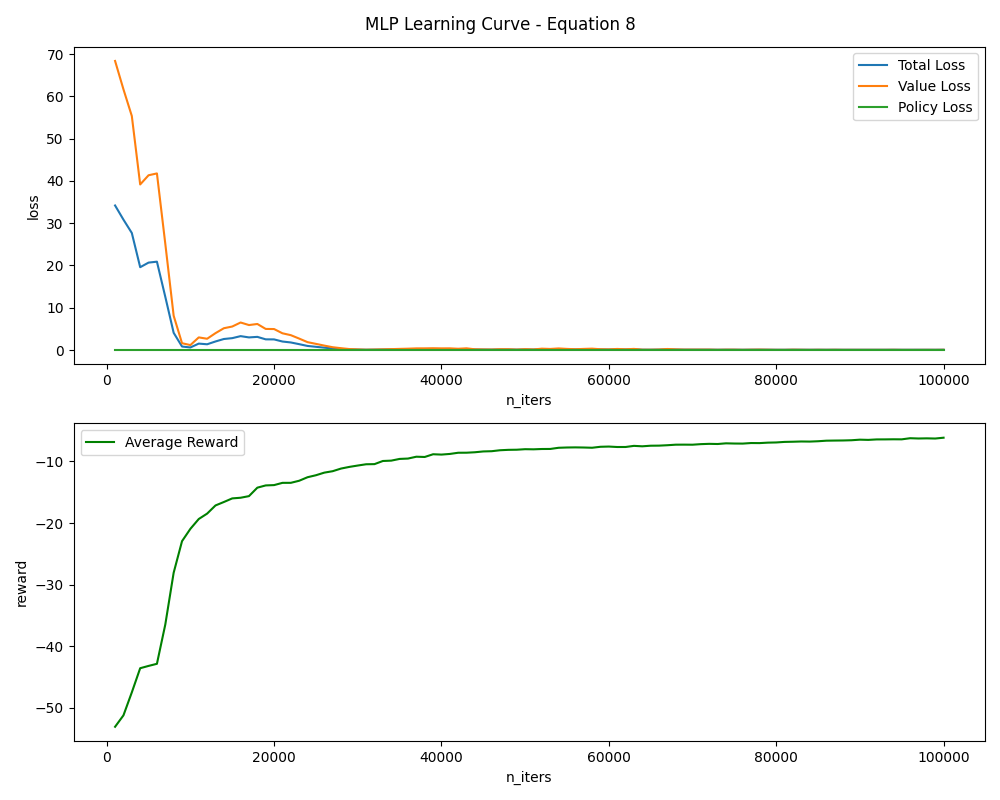 MLP Learning Curve - Equation 8
70
60
50
40
30
20
10
0
loss
Total Loss
Value Loss
Policy Loss
0 20000 40000 60000 80000 100000
n_iters
Average Reward
−10
−20
−30
−40
−50
reward
0 20000 40000 60000 80000 100000
n_iters